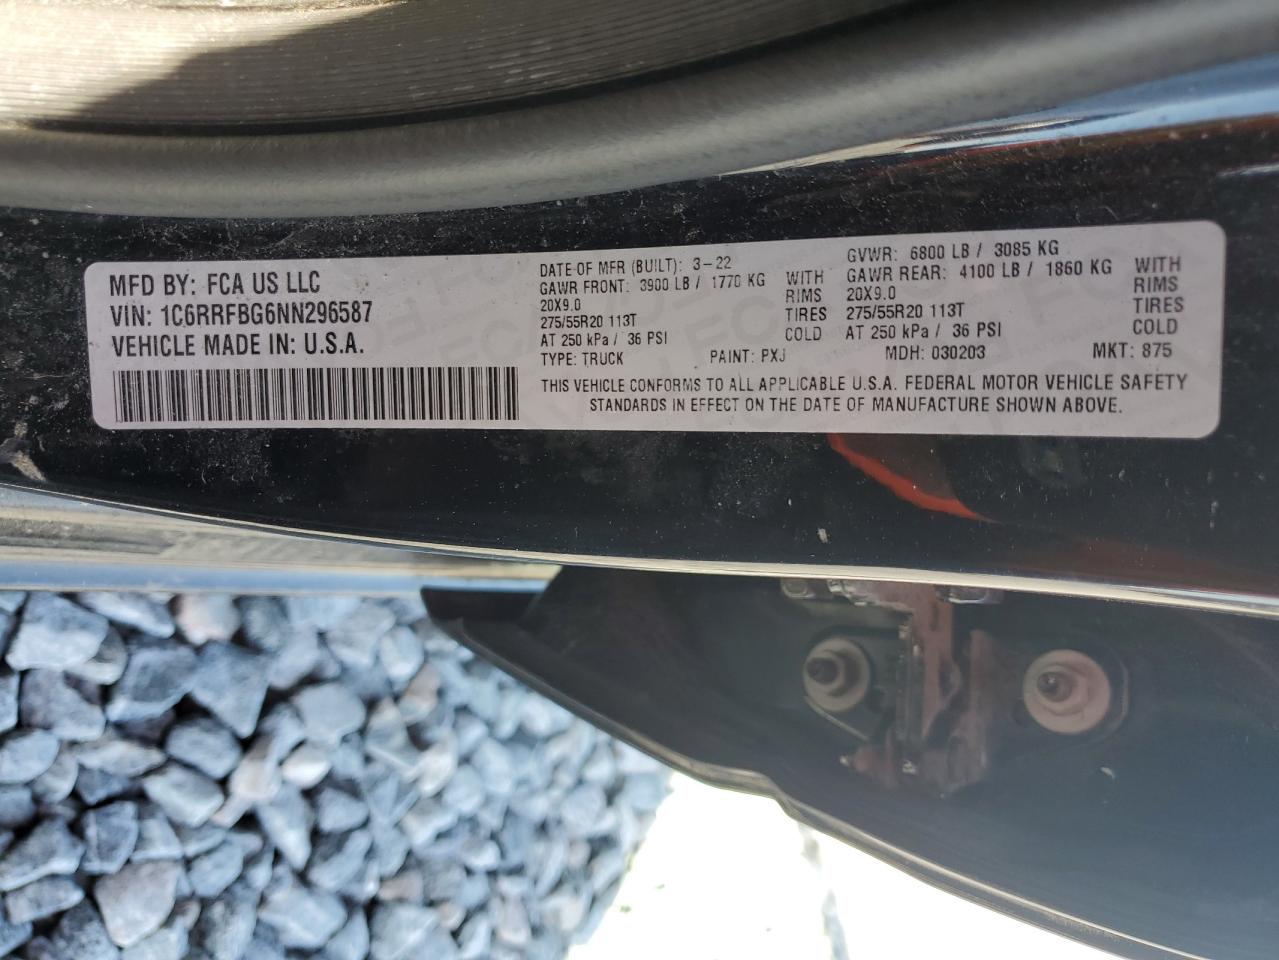 MFD BY: FCA US LLC
VIN: 1C6RRFBG6NN296587
VEHICLE MADE IN: U.S.A.
DATE OF MFR (BUILT): 3-22
GAWR FRONT: 3900 LB / 1770 KG WITH
20X9.0 RIMS
275/55R20 113T TIRES
AT 250 kPa / 36 PSI COLD
GVWR: 6800 LB / 3085 KG
GAWR REAR: 4100 LB / 1860 KG WITH
20X9.0 RIMS
275/55R20 113T TIRES
AT 250 kPa / 36 PSI COLD
TYPE: TRUCK PAINT: PXJ MDH: 030203 MKT: 875
THIS VEHICLE CONFORMS TO ALL APPLICABLE U.S.A. FEDERAL MOTOR VEHICLE SAFETY
STANDARDS IN EFFECT ON THE DATE OF MANUFACTURE SHOWN ABOVE.